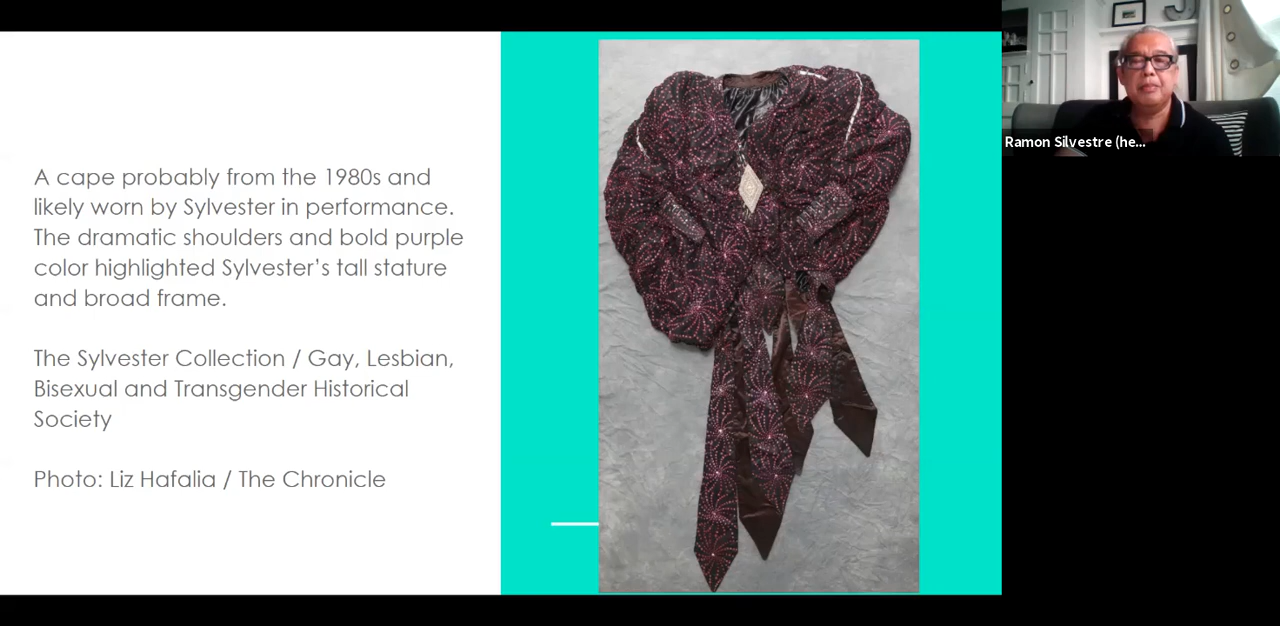 A cape probably from the 1980s and
likely worn by Sylvester in performance.
The dramatic shoulders and bold purple
color highlighted Sylvester's tall stature
and broad frame.
The Sylvester Collection / Gay, Lesbian,
Bisexual and Transgender Historical
Society
Photo: Liz Hafalia / The Chronicle
Ramon Silvestre (he...